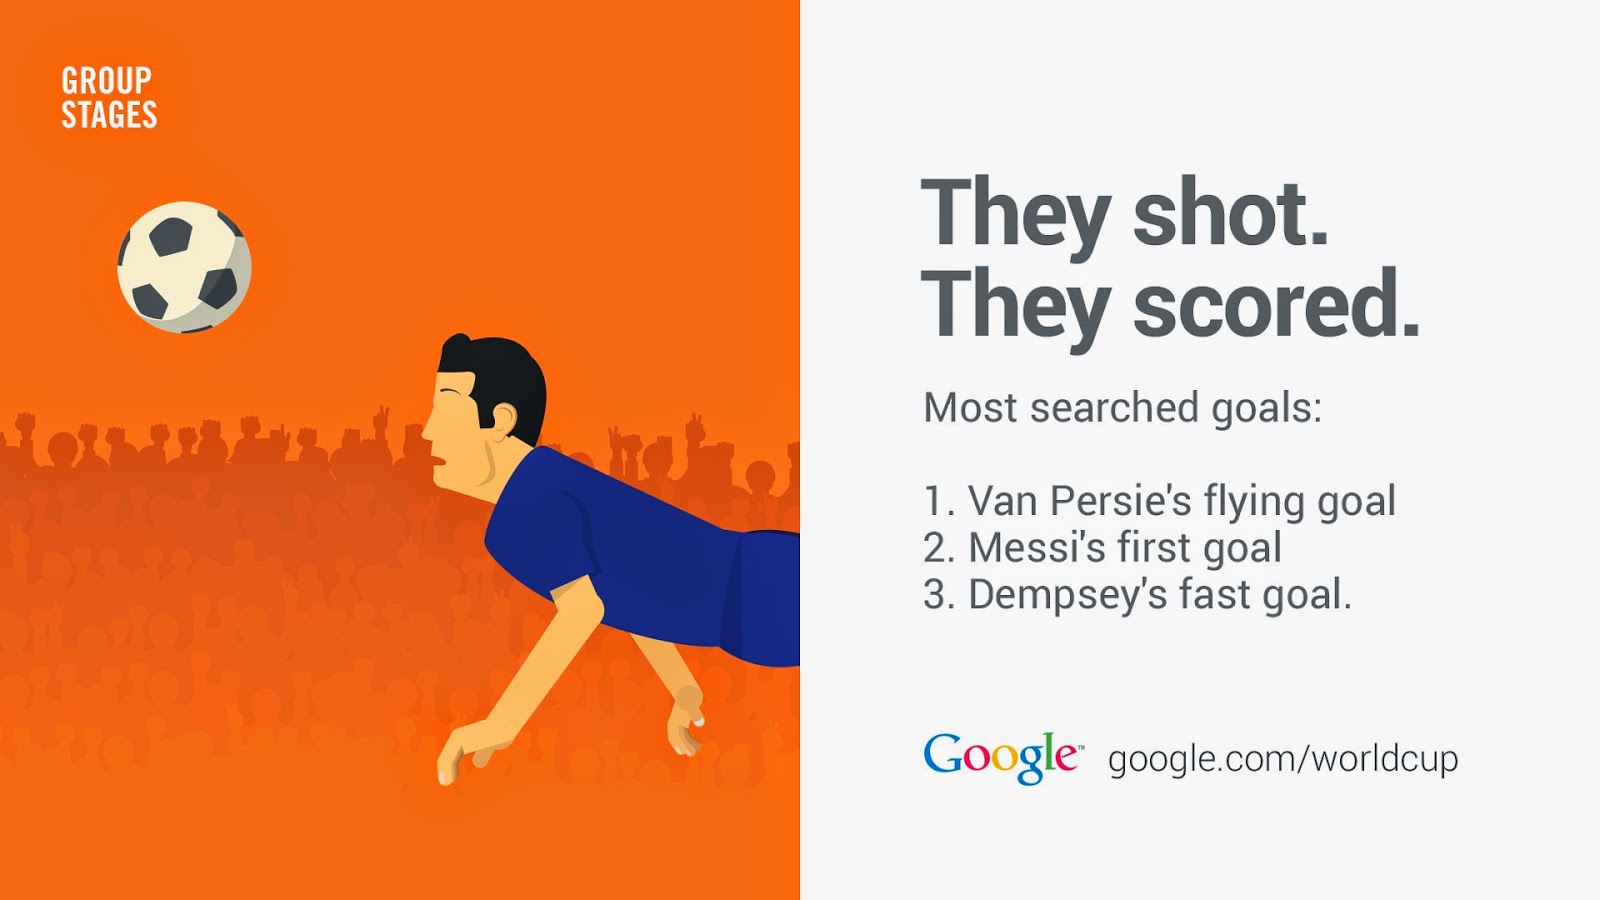 GROUP
STAGES
They shot.
They scored.
Most searched goals:
1. Van Persie's flying goal
2. Messi's first goal
3. Dempsey's fast goal.
Google™ google.com/worldcup